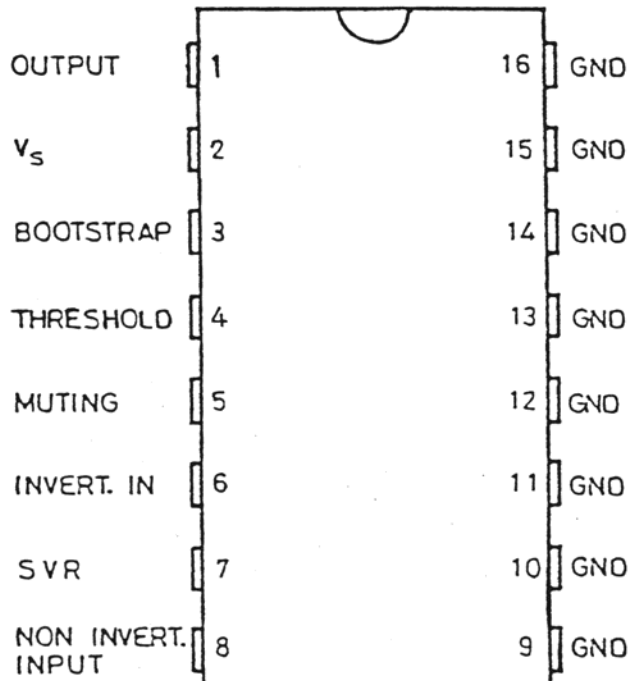 OUTPUT 1 16 GND
VS 2 15 GND
BOOTSTRAP 3 14 GND
THRESHOLD 4 13 GND
MUTING 5 12 GND
INVERT. IN 6 11 GND
SVR 7 10 GND
NON INVERT.
INPUT 8 9 GND